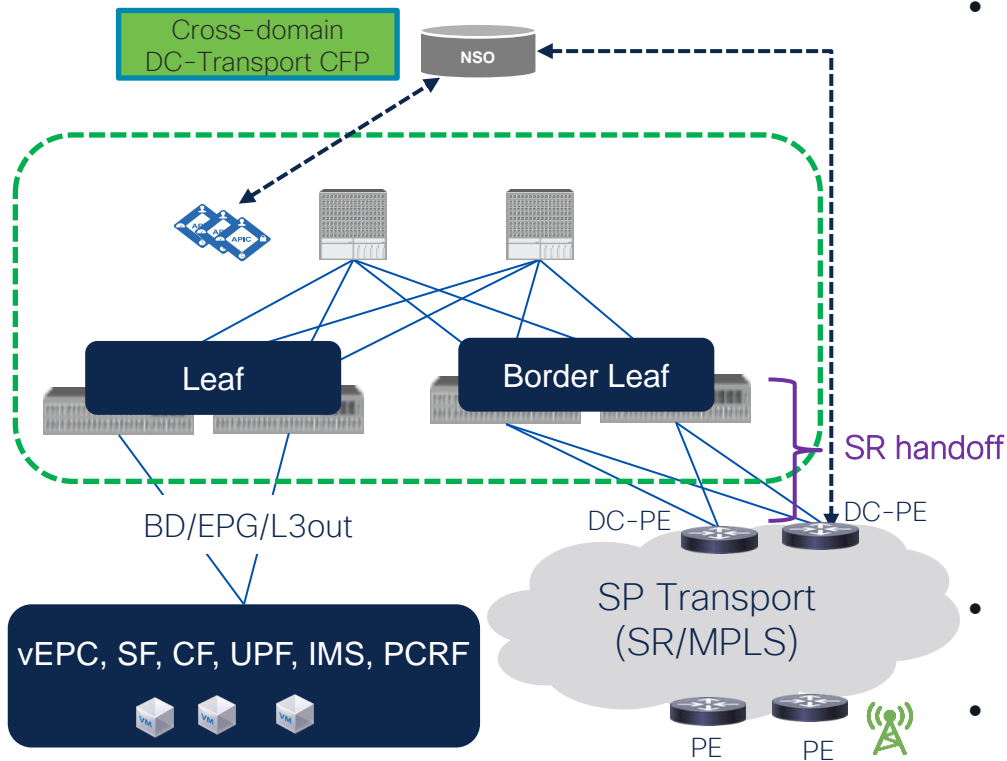 Cross-domain
DC-Transport CFP
NSO
APIC
Leaf
Border Leaf
SR handoff
BD/EPG/L3out
DC-PE
DC-PE
SP Transport
(SR/MPLS)
vEPC, SF, CF, UPF, IMS, PCRF
VM
VM
VM
PE
PE